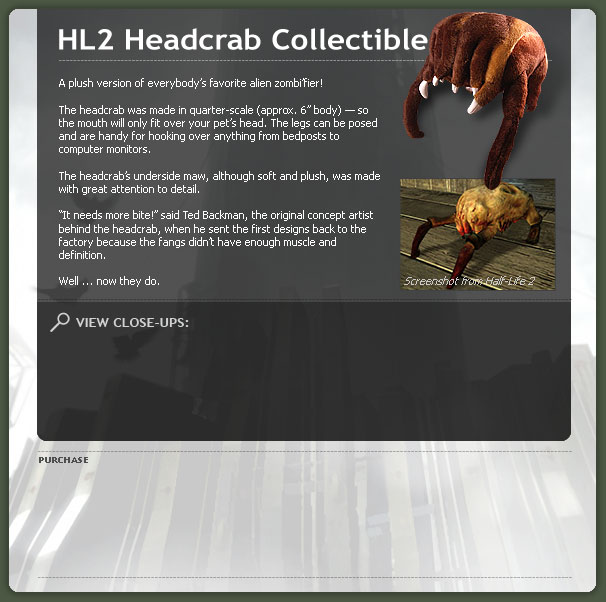 HL2 Headcrab Collectible
A plush version of everybody's favorite alien zombi'fier!
The headcrab was made in quarter-scale (approx. 6” body) — so
the mouth will only fit over your pet's head. The legs can be posed
and are handy for hooking over anything from bedposts to
computer monitors.
The headcrab's underside maw, although soft and plush, was made
with great attention to detail.
“It needs more bite!” said Ted Backman, the original concept artist
behind the headcrab, when he sent the first designs back to the
factory because the fangs didn't have enough muscle and
definition.
Well ... now they do.
Screenshot from Half-Life 2
VIEW CLOSE-UPS:
PURCHASE